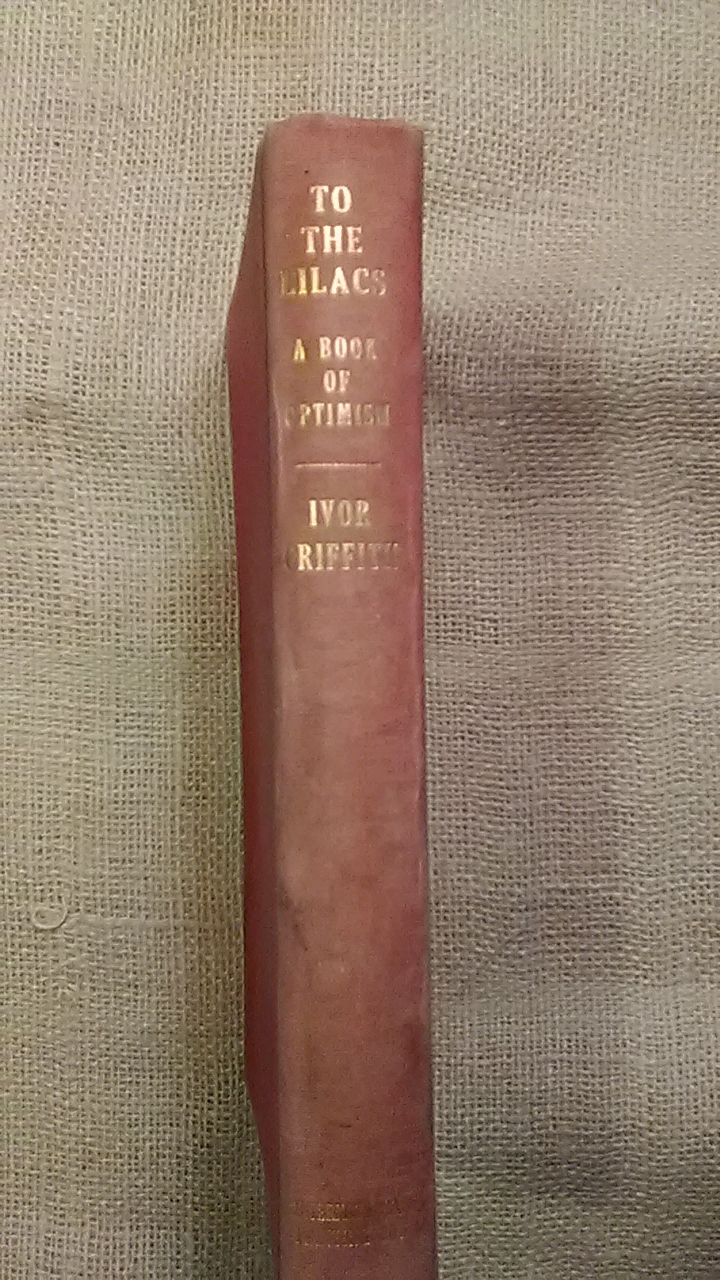 TO
THE
LILACS
A BOOK
OF
OPTIMISM
IVOR
GRIFFITH